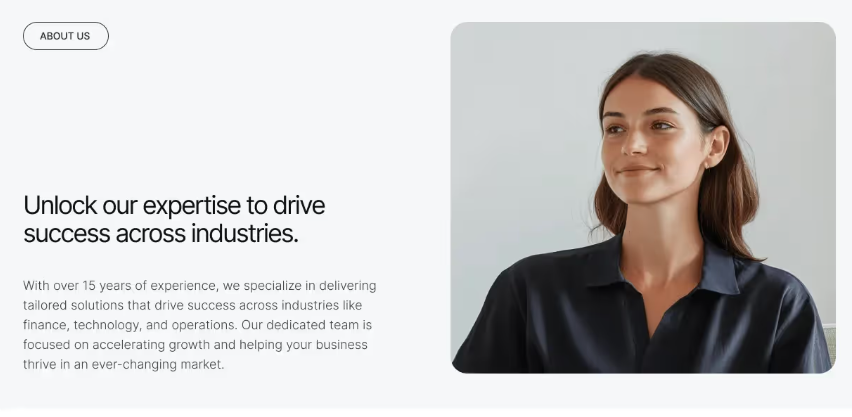 ABOUT US
Unlock our expertise to drive
success across industries.
With over 15 years of experience, we specialize in delivering
tailored solutions that drive success across industries like
finance, technology, and operations. Our dedicated team is
focused on accelerating growth and helping your business
thrive in an ever-changing market.